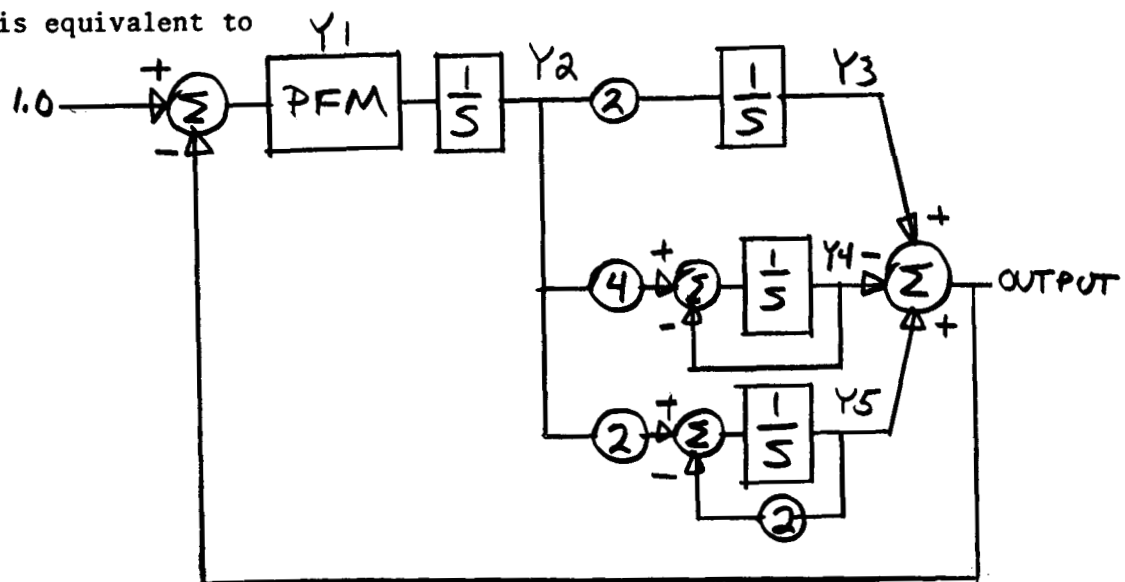 is equivalent to
Y1
1.0
+
-
Σ
PFM
1
S
Y2
2
1
S
Y3
+
4
+
-
Σ
1
S
Y4
-
Σ
OUTPUT
+
2
+
-
Σ
1
S
Y5
2